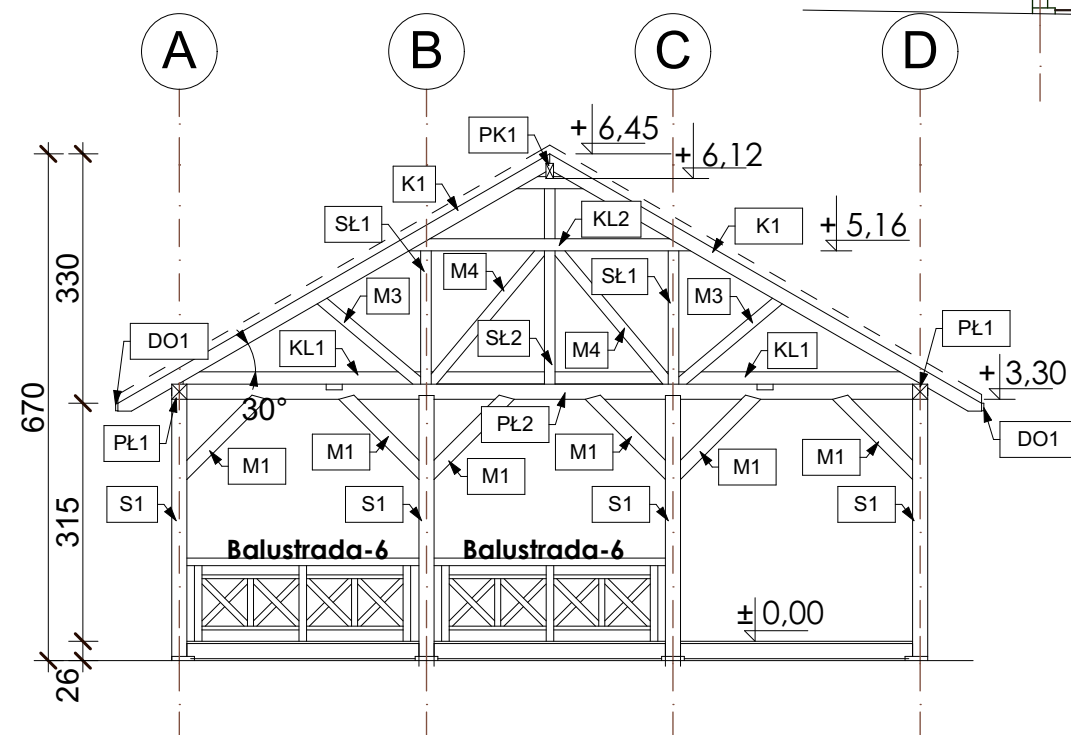 A B C D
PK1
+ 6,45
+ 6,12
K1
SŁ1
KL2
K1
+ 5,16
330
M4
SŁ1
M3
M3
DO1
KL1
SŁ2
M4
KL1
PŁ1
+ 3,30
670
30°
PŁ1
PŁ2
M1
M1
M1
M1
M1
M1
DO1
S1
S1
S1
S1
315
Balustrada-6
Balustrada-6
± 0,00
26